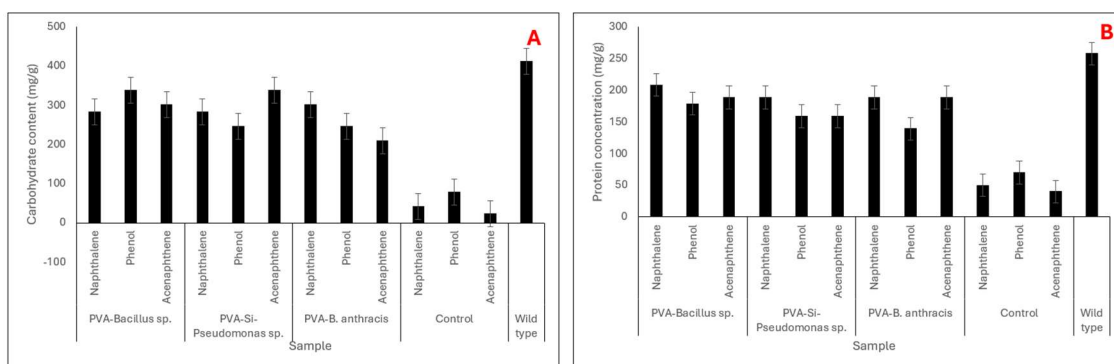 A
Carbohydrate content (mg/g)
500
400
300
200
100
0
-100
Naphthalene
Phenol
Acenaphthene
Naphthalene
Phenol
Acenaphthene
Naphthalene
Phenol
Acenaphthene
Naphthalene
Phenol
Acenaphthene
PVA-Bacillus sp.
PVA-Si-
Pseudomonas sp.
PVA-B. anthracis
Control
Wild
type
Sample
B
Protein concentration (mg/g)
300
250
200
150
100
50
0
Naphthalene
Phenol
Acenaphthene
Naphthalene
Phenol
Acenaphthene
Naphthalene
Phenol
Acenaphthene
Naphthalene
Phenol
Acenaphthene
PVA-Bacillus sp.
PVA-Si-
Pseudomonas sp.
PVA-B. anthracis
Control
Wild
type
Sample